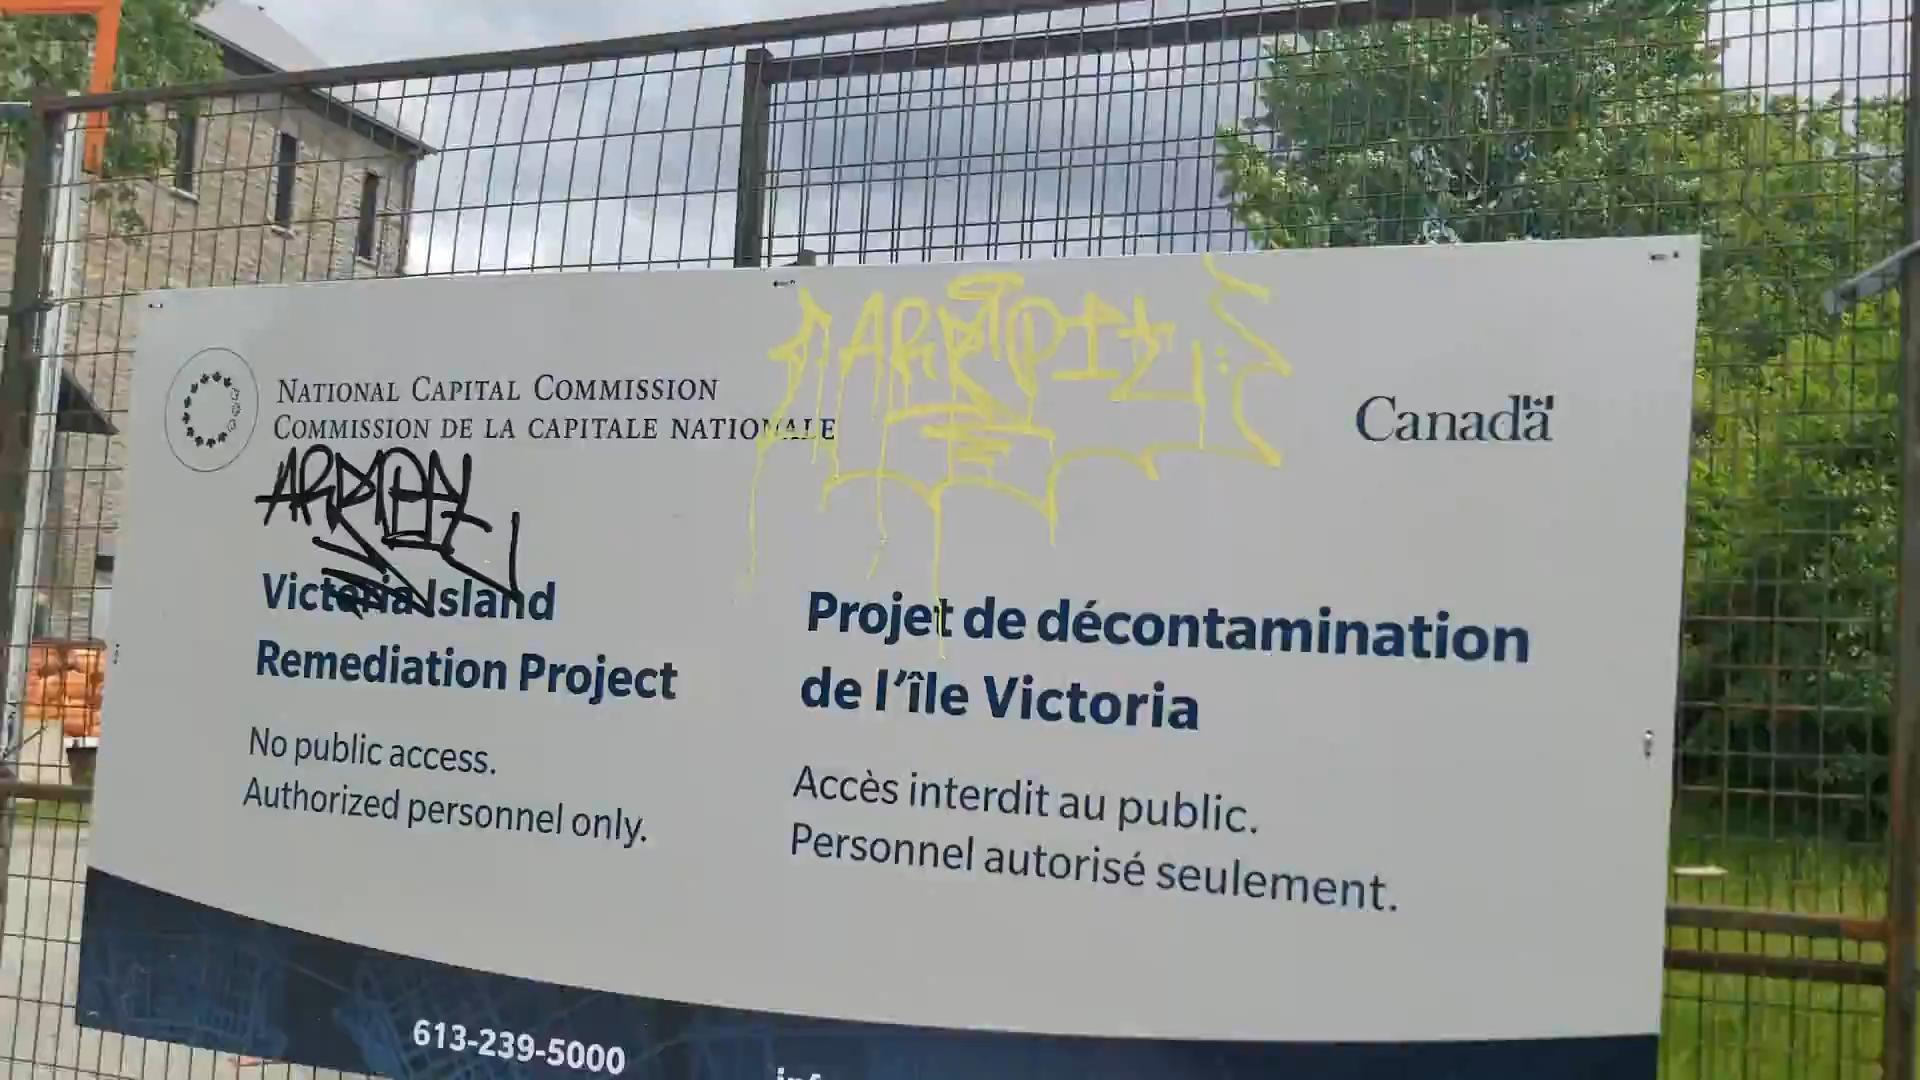 NATIONAL CAPITAL COMMISSION
COMMISSION DE LA CAPITALE NATIONALE
Canada
Victoria Island
Remediation Project
No public access.
Authorized personnel only.
Projet de décontamination
de l'île Victoria
Accès interdit au public.
Personnel autorisé seulement.
613-239-5000